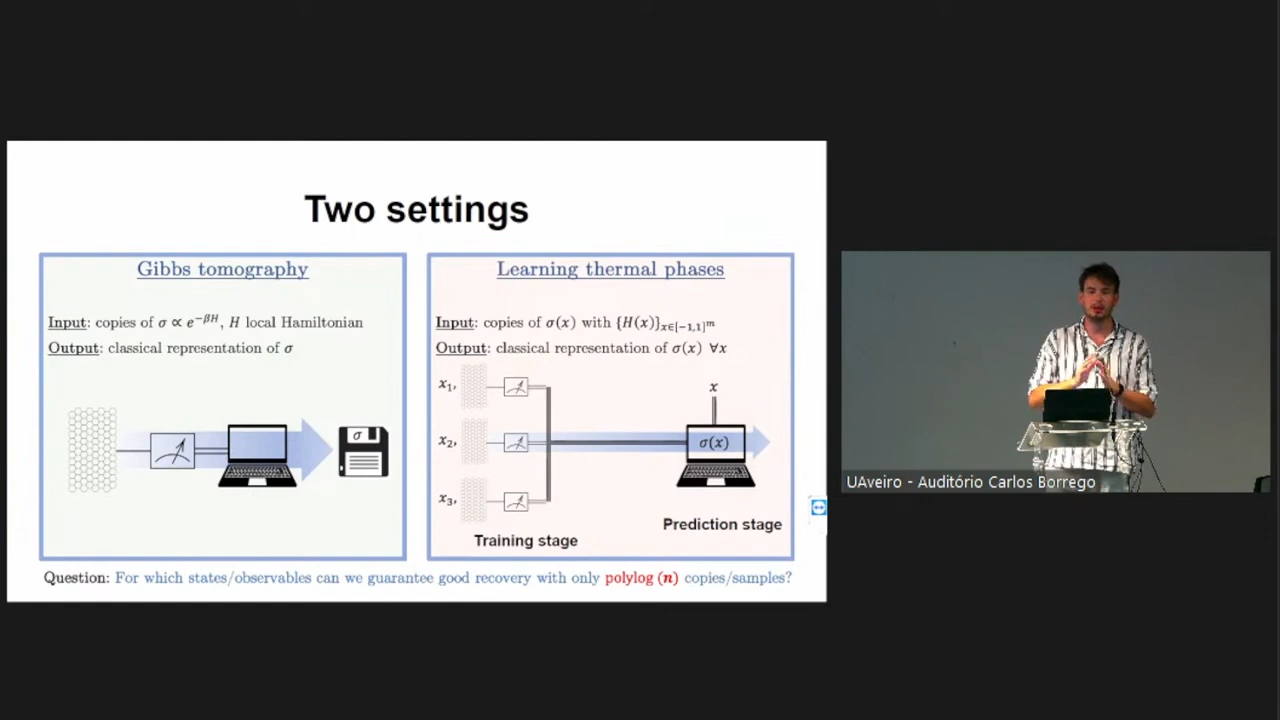 Two settings
Gibbs tomography
Input: copies of σ ∝ e^{-βH}, H local Hamiltonian
Output: classical representation of σ
σ
Learning thermal phases
Input: copies of σ(x) with {H(x)}_{x∈[-1,1]^m}
Output: classical representation of σ(x) ∀x
x₁,
x₂,
x₃,
x
σ(x)
Prediction stage
Training stage
Question: For which states/observables can we guarantee good recovery with only polylog (n) copies/samples?
UAveiro - Auditório Carlos Borrego